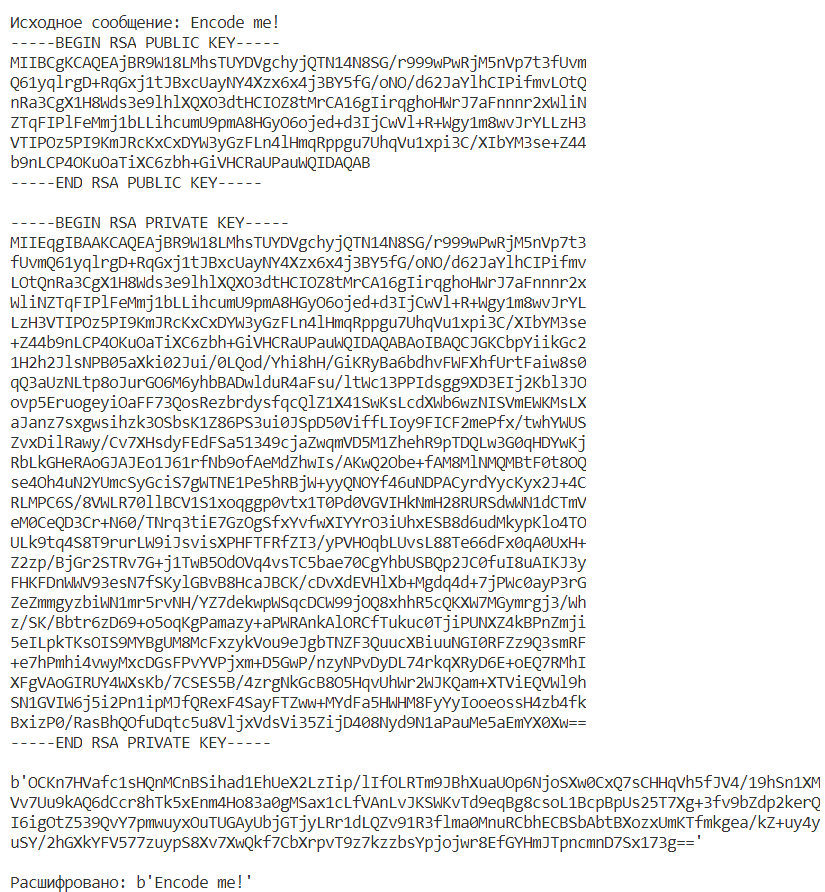 Исходное сообщение: Encode me!
-----BEGIN RSA PUBLIC KEY-----
MIIBCgKCAQEAjBR9W18LMhsTUYDVgchyjQTN14N8SG/r999wPwRjM5nVp7t3fUvm
Q61yqlrgD+RqGxj1tJBxcUayNY4Xzx6x4j3BY5fG/oNO/d62JaYlhCIPifmvLOtQ
nRa3CgX1H8Wds3e9lhlXQXO3dtHCIOZ8tMrCA16gIirqghoHWrJ7aFnnnr2xWliN
ZTqFIPlFeMmj1bLLihcumU9pmA8HGyO6ojed+d3IjCwVl+R+Wgy1m8wvJrYLLzH3
VTIPOz5PI9KmJRcKxCxDYW3yGzFLn4lHmqRppgu7UhqVu1xpi3C/XIbYM3se+Z44
b9nLCP4OKuOaTiXC6zbh+GiVHCRaUPauWQIDAQAB
-----END RSA PUBLIC KEY-----
-----BEGIN RSA PRIVATE KEY-----
MIIEqgIBAAKCAQEAjBR9W18LMhsTUYDVgchyjQTN14N8SG/r999wPwRjM5nVp7t3
fUvmQ61yqlrgD+RqGxj1tJBxcUayNY4Xzx6x4j3BY5fG/oNO/d62JaYlhCIPifmv
LOtQnRa3CgX1H8Wds3e9lhlXQXO3dtHCIOZ8tMrCA16gIirqghoHWrJ7aFnnnr2x
WliNZTqFIPlFeMmj1bLLihcumU9pmA8HGyO6ojed+d3IjCwVl+R+Wgy1m8wvJrYL
LzH3VTIPOz5PI9KmJRcKxCxDYW3yGzFLn4lHmqRppgu7UhqVu1xpi3C/XIbYM3se
+Z44b9nLCP4OKuOaTiXC6zbh+GiVHCRaUPauWQIDAQABAoIBAQCJGKCbpYiikGc2
1H2h2JlsNPB05aXki02Jui/0LQod/Yhi8hH/GiKRyBa6bdhvFWFXhfUrtFaiw8s0
qQ3aUzNLtp8oJurGO6M6yhbBADwlduR4aFsu/ltWc13PPIdsgg9XD3EIj2Kbl3JO
ovp5EruogeyiOaFF73QosRezbrdysfqcQlZ1X41SwKsLcdXWb6wzNISVmEWKMsLX
aJanz7sxgwsihzk3OSbsK1Z86PS3ui0JSpD50ViffLIoy9FICF2mePfx/twhYWUS
ZvxDilRawy/Cv7XHsdyFEdFSa51349cjaZwqmVD5M1ZhehR9pTDQLw3G0qHDYwKj
RbLkGHeRAoGJAJEo1J61rfNb9ofAeMdZhwIs/AKwQ2Obe+fAM8MlNMQMBtF0t8OQ
se4Oh4uN2YUmcSyGciS7gWTNE1Pe5hRBjW+yyQNOYf46uNDPACyrdYycKyx2J+4C
RLMPC6S/8VWLR70llBCV1S1xoqggp0vtx1T0Pd0VGVIHkNmH28RURSdwWN1dCTmV
eM0CeQD3Cr+N60/TNrq3tiE7GZOgSfxYvfwXIYYrO3iUhxESB8d6udMkypKlo4TO
ULk9tq4S8T9rurLW9iJsvisXPHFTFRfZI3/yPVHOqbLUvsL88Te66dFx0qA0UxH+
Z2zp/BjGr2STRv7G+j1TwB5OdOVq4vsTC5bae70CgYhbUSBQp2JC0fuI8uAIKJ3y
FHKFDnWWV93esN7fSKylGBvB8HcaJBCK/cDvXdEVHlXb+Mgdq4d+7jPWc0ayP3rG
ZeZmmgyzbiWN1mr5rvNH/YZ7dekwpWSqcDCW99jOQ8xhhR5cQKXW7MGymrgj3/Wh
z/SK/Bbtr6zD69+o5oqKgPamazy+aPWRAnkAlORCfTukuc0TjiPUNXZ4kBPnZmji
5eILpkTKsOIS9MYBgUM8McFxzykVou9eJgbTNZF3QuucXBiuuNGI0RFZz9Q3smRF
+e7hPmhi4vwyMxcDGsFPvYVPjxm+D5GwP/nzyNPvDyDL74rkqXRyD6E+oEQ7RMhI
XFgVAoGIRUY4WXsKb/7CSES5B/4zrgNkGcB8O5HqvUhWr2WJKQam+XTViEQVWl9h
SN1GVIW6j5i2Pn1ipMJfQRexF4SayFTZww+MYdFa5HWHM8FyYyIooeossH4zb4fk
BxizP0/RasBhQOfuDqtc5u8VljxVdsVi35ZijD408Nyd9N1aPauMe5aEmYX0Xw==
-----END RSA PRIVATE KEY-----
b'OCKn7HVafc1sHQnMCnBSihad1EhUeX2LzIip/lIfOLRTm9JBhXuaUOp6NjoSXw0CxQ7sCHHqVh5fJV4/19hSn1XM
Vv7Uu9kAQ6dCcr8hTk5xEnm4Ho83a0gMSax1cLfVAnLvJKSWKvTd9eqBg8csoL1BcpBpUs25T7Xg+3fv9bZdp2kerQ
I6igOtZ539QvY7pmwuyxOuTUGAyUbjGTjyLRr1dLQZv91R3flma0MnuRCbhECBSbAbtBXozxUmKTfmkgea/kZ+uy4y
uSY/2hGXkYFV577zuypS8Xv7XwQkf7CbXrpvT9z7kzzbsYpjojwr8EfGYHmJTpncmnD7Sx173g=='
Расшифровано: b'Encode me!'